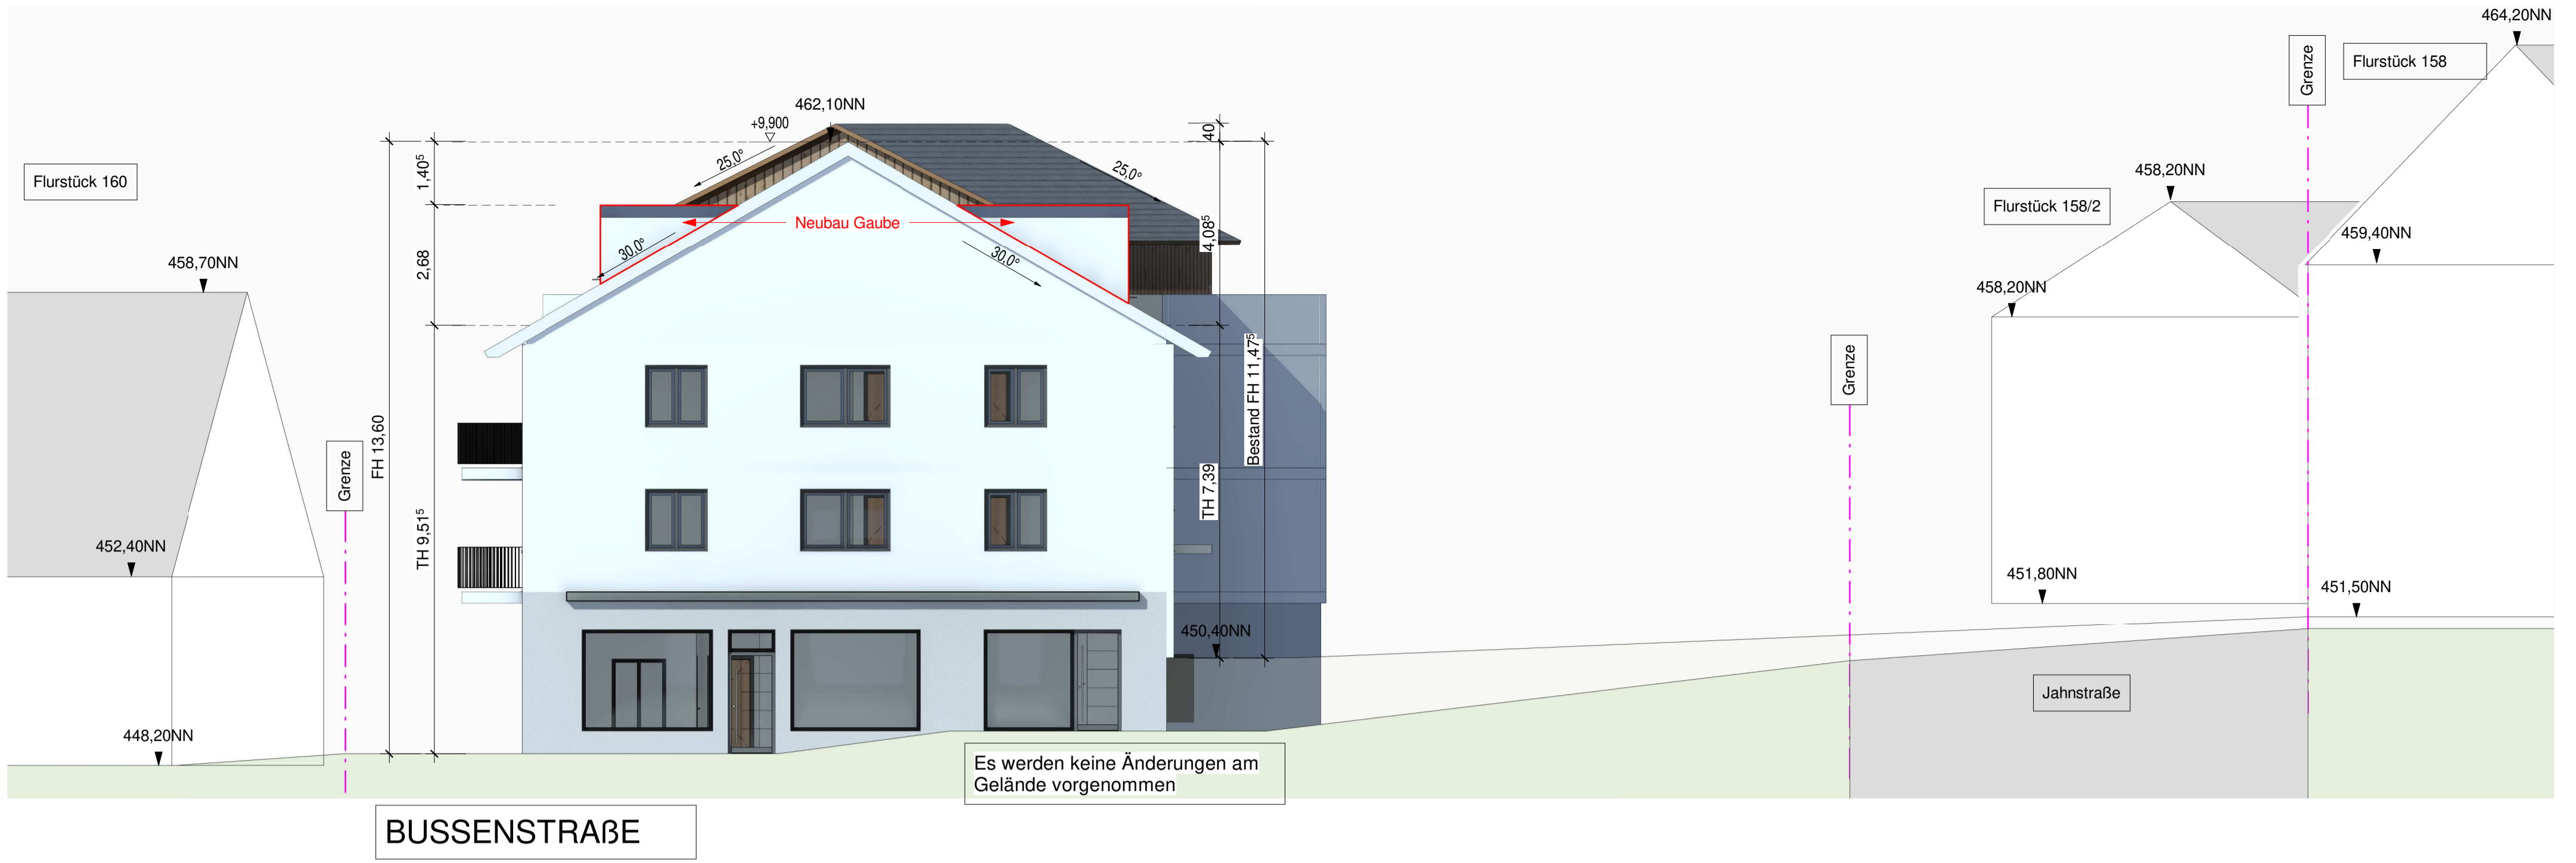 464,20NN
Grenze
Flurstück 158
462,10NN
+9,900
40
25,0°
25,0°
1,40⁵
Flurstück 160
458,20NN
Flurstück 158/2
Neubau Gaube
4,08⁵
459,40NN
30,0°
30,0°
2,68
458,70NN
458,20NN
Grenze
Bestand FH 11,47⁵
FH 13,60
Grenze
TH 7,39
TH 9,51⁵
452,40NN
451,80NN
451,50NN
450,40NN
Jahnstraße
448,20NN
Es werden keine Änderungen am
Gelände vorgenommen
BUSSENSTRAßE